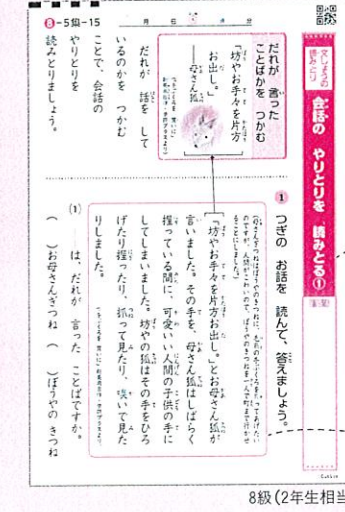 文しょうの
読みとり
会話の　やりとりを　読みとる①
8-5組-15
月　日
分
だれが　言った
ことばかを　つかむ
「坊やお手々を片方
お出し。」
――母さん狐
だれが　話を　して
いるのかを　つかむ
ことで、会話の
やりとりを
読みとりましょう。
1　つぎの　お話を　読んで、答えましょう。
「坊やお手々を片方お出し。」とお母さん狐が
言いました。その手を、母さん狐はしばらく
握っている間に、可愛いい人間の子供の手に
してしまいました。坊やの狐はその手をひろ
げたり握ったり、抓って見たり、嗅いで見た
りしました。
(1)　――は、だれが　言った　ことばですか。
(　)お母さんぎつね　(　)ぼうやの　きつね
8級(2年生相当